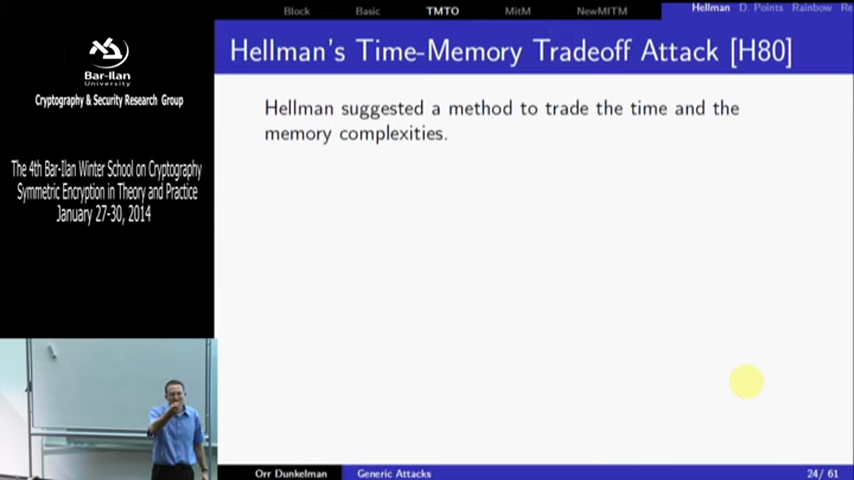 Block Basic TMTO MitM NewMITM Hellman D. Points Rainbow Re
Hellman's Time-Memory Tradeoff Attack [H80]
Bar-Ilan
University
Cryptography & Security Research Group
Hellman suggested a method to trade the time and the
memory complexities.
The 4th Bar-Ilan Winter School on Cryptography
Symmetric Encryption in Theory and Practice
January 27-30, 2014
Orr Dunkelman Generic Attacks 24/ 61